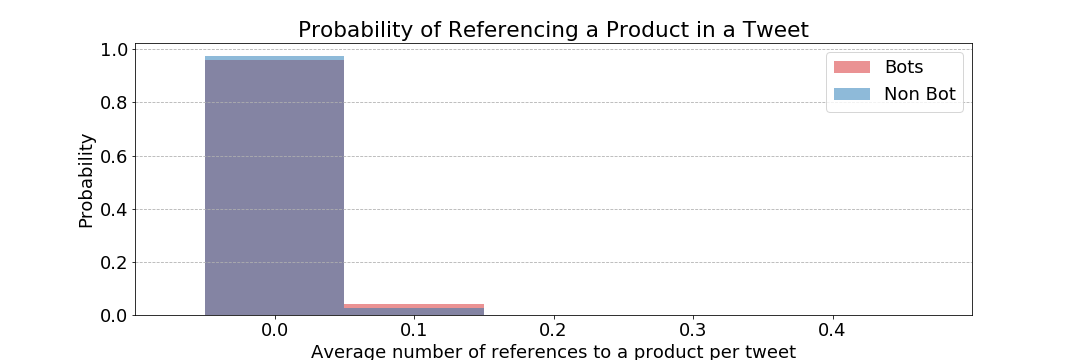 Probability of Referencing a Product in a Tweet
1.0
0.8
0.6
0.4
0.2
0.0
Probability
Bots
Non Bot
0.0 0.1 0.2 0.3 0.4
Average number of references to a product per tweet